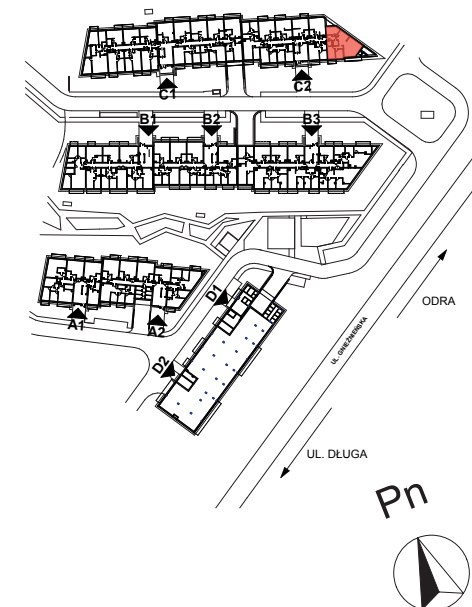 C1
C2
B1
B2
B3
A1
A2
D1
D2
ODRA
UL. GNIEŹNIEŃSKA
UL. DŁUGA
Pn